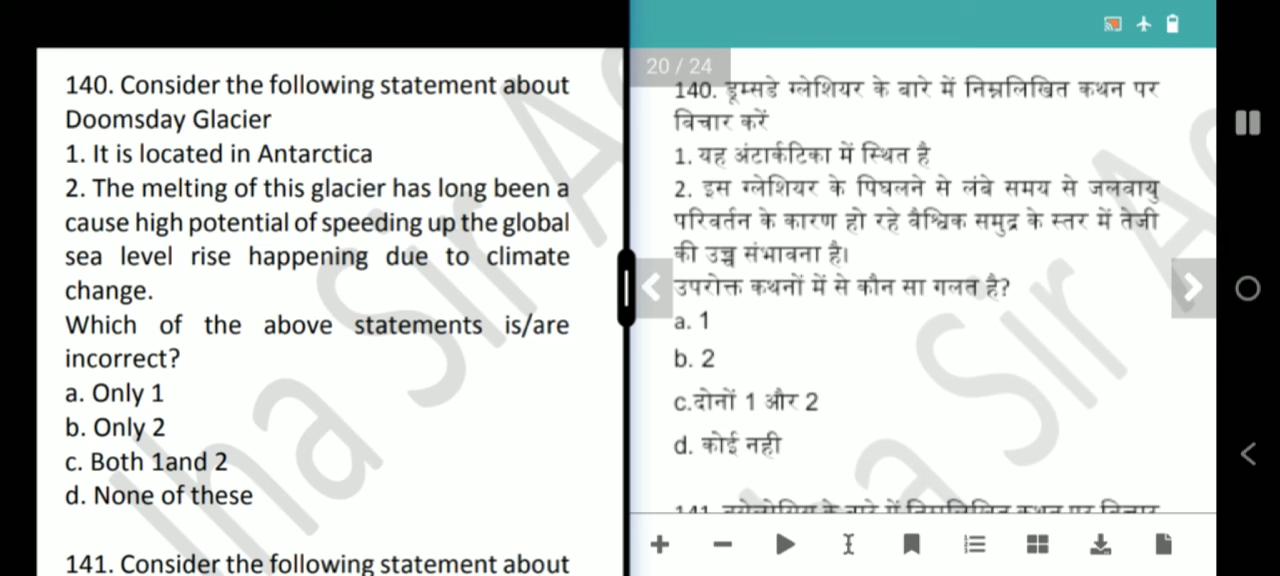 140. Consider the following statement about
Doomsday Glacier
1. It is located in Antarctica
2. The melting of this glacier has long been a
cause high potential of speeding up the global
sea level rise happening due to climate
change.
Which of the above statements is/are
incorrect?
a. Only 1
b. Only 2
c. Both 1and 2
d. None of these
141. Consider the following statement about
Jha Sir A
20 / 24
140. डूम्सडे ग्लेशियर के बारे में निम्नलिखित कथन पर
विचार करें
1. यह अंटार्कटिका में स्थित है
2. इस ग्लेशियर के पिघलने से लंबे समय से जलवायु
परिवर्तन के कारण हो रहे वैश्विक समुद्र के स्तर में तेजी
की उच्च संभावना है।
उपरोक्त कथनों में से कौन सा गलत है?
a. 1
b. 2
c.दोनों 1 और 2
d. कोई नही
a Sir A